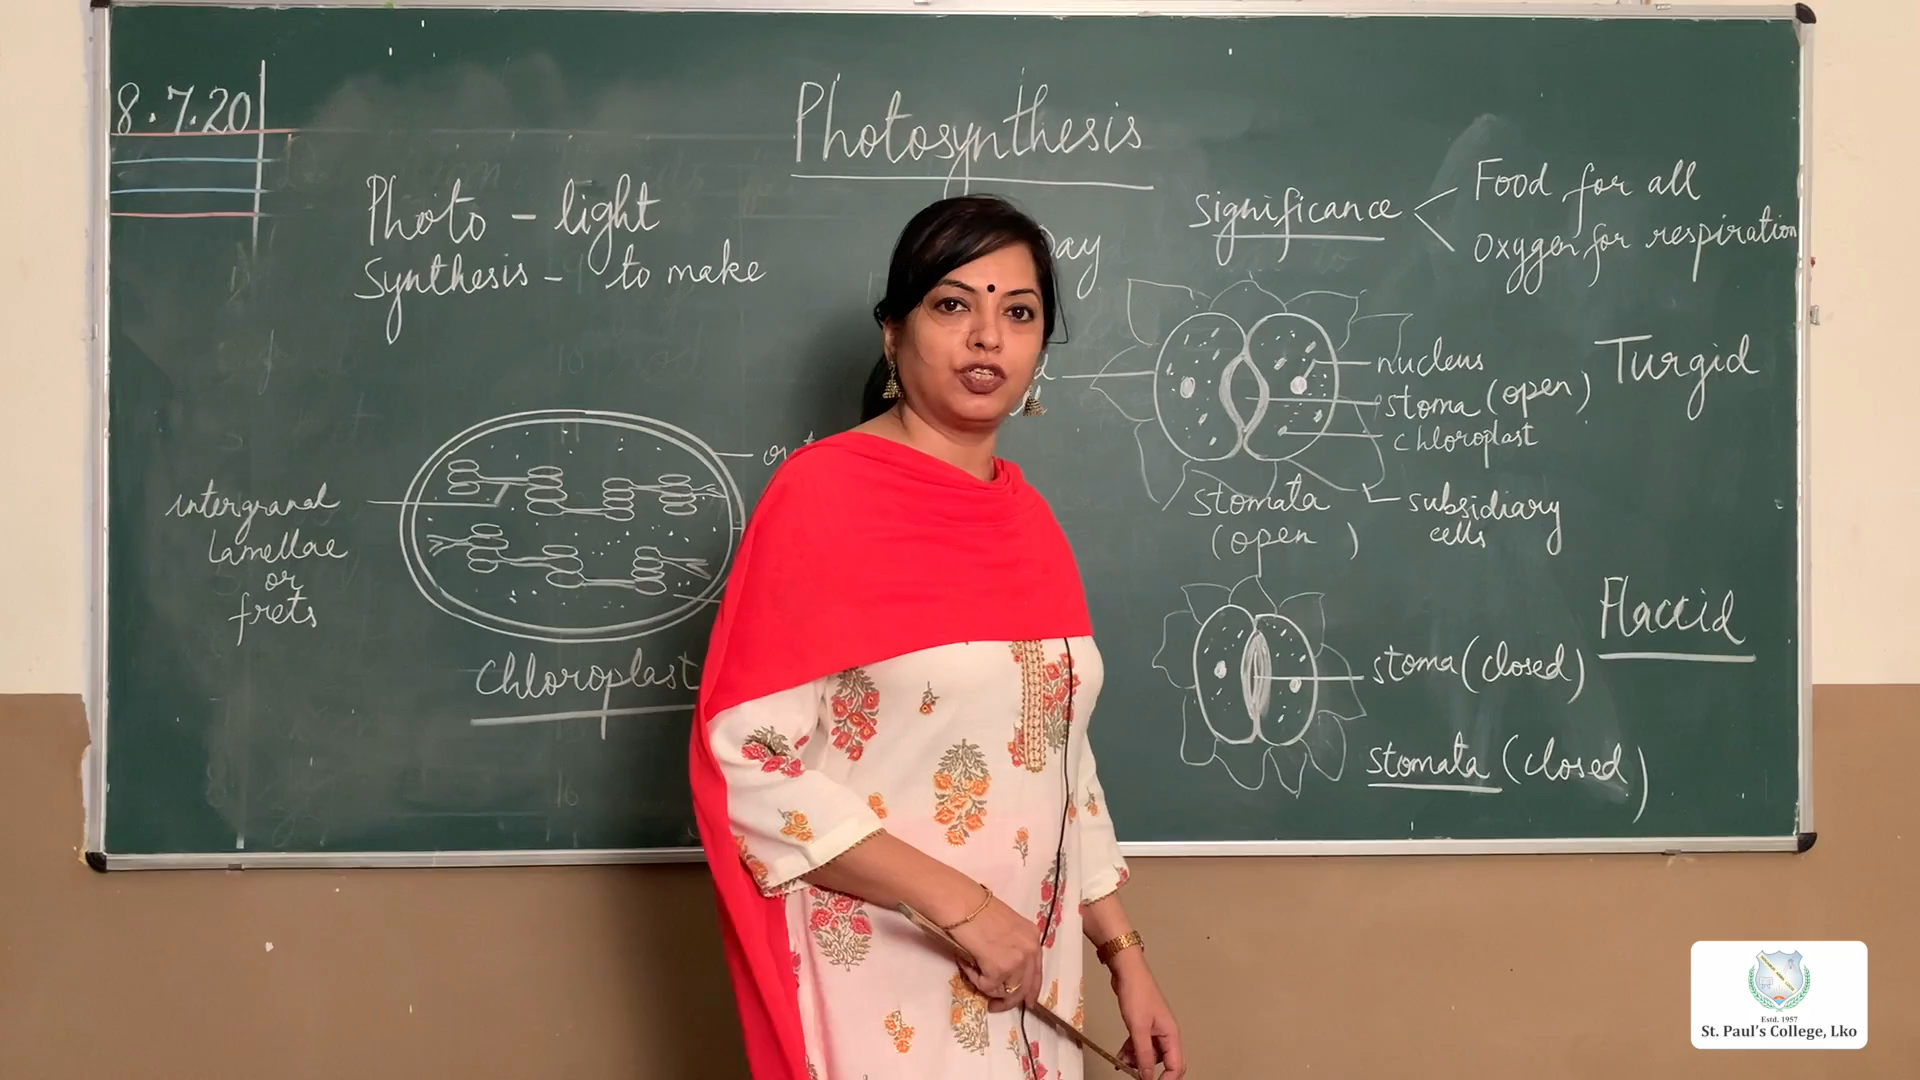 8.7.20
Photosynthesis
Photo - light
Synthesis - to make
Day
Significance
Food for all
Oxygen for respiration
nucleus
stoma (open)
chloroplast
Turgid
Stomata
(open)
subsidiary
cells
intergranal
lamellae
or
frets
Chloroplast
Flaccid
stoma (closed)
stomata (closed)
Estd. 1957
St. Paul's College, Lko